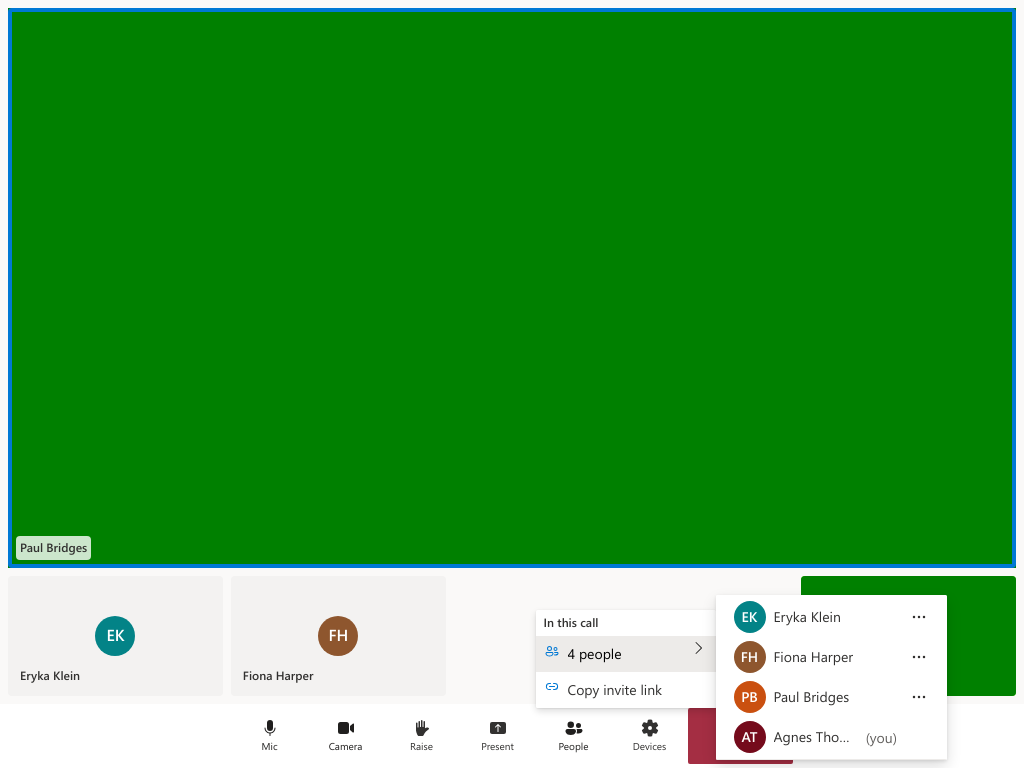 Paul Bridges
EK
Eryka Klein
FH
Fiona Harper
In this call
4 people
Copy invite link
EK Eryka Klein
FH Fiona Harper
PB Paul Bridges
AT Agnes Tho... (you)
Mic
Camera
Raise
Present
People
Devices